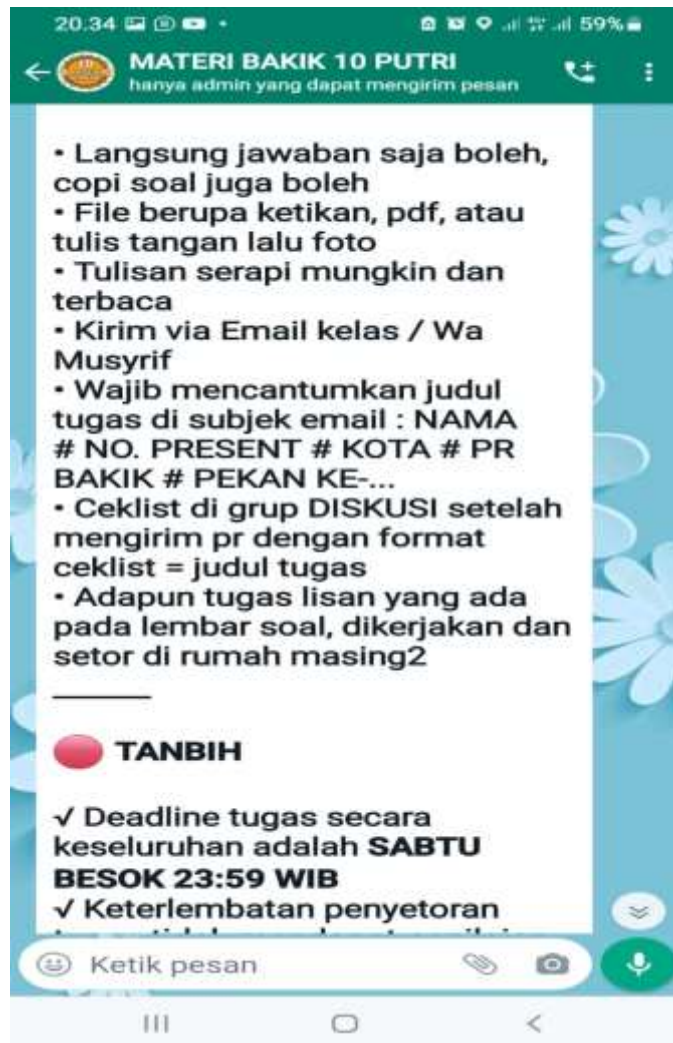 20.34
59%
MATERI BAKIK 10 PUTRI
hanya admin yang dapat mengirim pesan
• Langsung jawaban saja boleh,
copi soal juga boleh
• File berupa ketikan, pdf, atau
tulis tangan lalu foto
• Tulisan serapi mungkin dan
terbaca
• Kirim via Email kelas / Wa
Musyrif
• Wajib mencantumkan judul
tugas di subjek email : NAMA
# NO. PRESENT # KOTA # PR
BAKIK # PEKAN KE-...
• Ceklist di grup DISKUSI setelah
mengirim pr dengan format
ceklist = judul tugas
• Adapun tugas lisan yang ada
pada lembar soal, dikerjakan dan
setor di rumah masing2
TANBIH
√ Deadline tugas secara
keseluruhan adalah SABTU
BESOK 23:59 WIB
√ Keterlembatan penyetoran
Ketik pesan